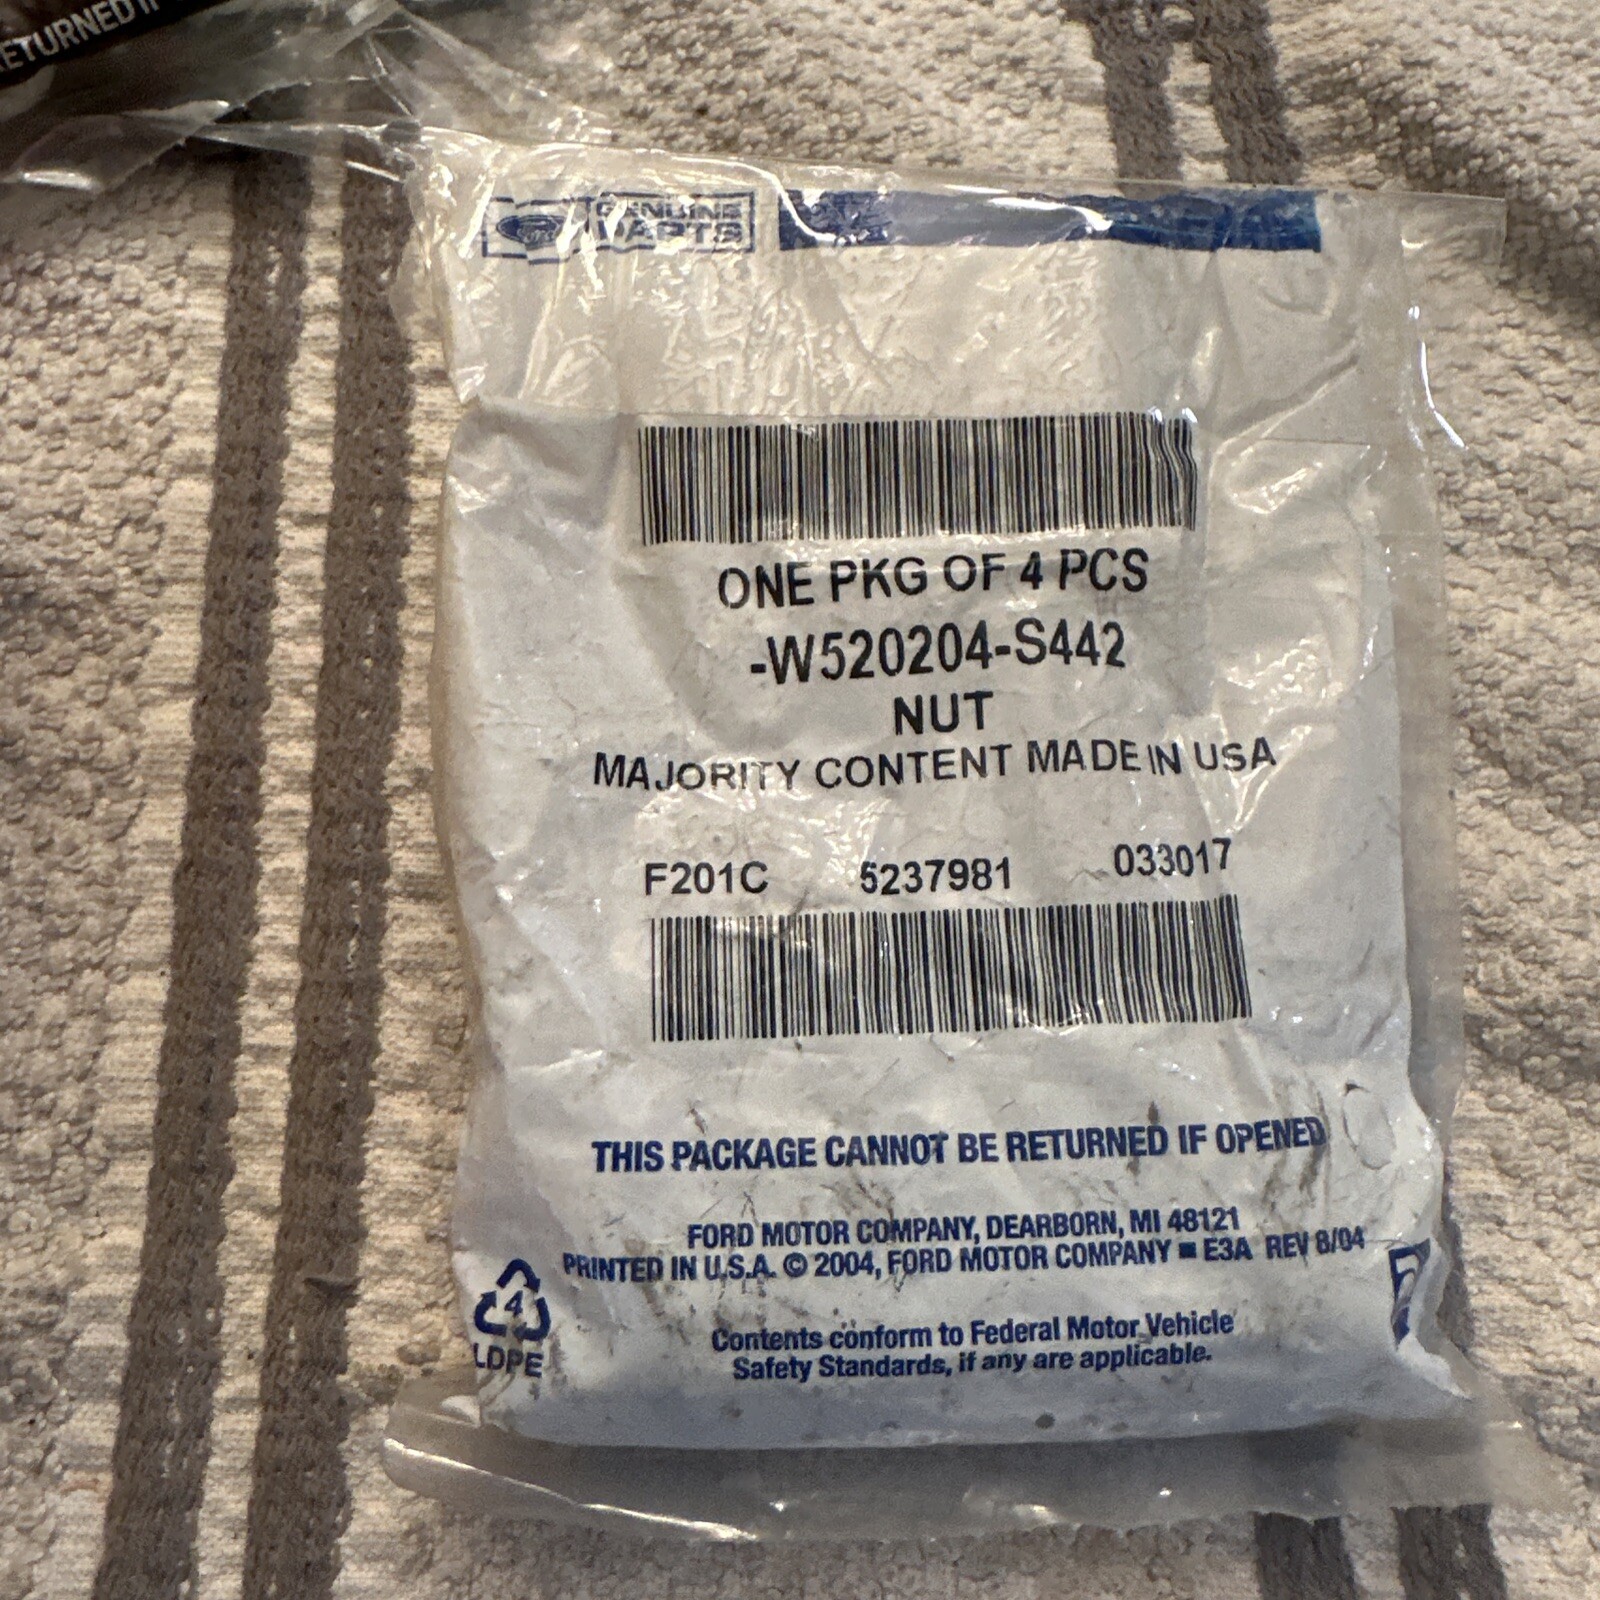 RETURNED I
GENUINE
PARTS
ONE PKG OF 4 PCS
-W520204-S442
NUT
MAJORITY CONTENT MADE IN USA
F201C 5237981 033017
THIS PACKAGE CANNOT BE RETURNED IF OPENED
FORD MOTOR COMPANY, DEARBORN, MI 48121
PRINTED IN U.S.A. © 2004, FORD MOTOR COMPANY ■ E3A REV 8/04
4
LDPE
Contents conform to Federal Motor Vehicle
Safety Standards, if any are applicable.